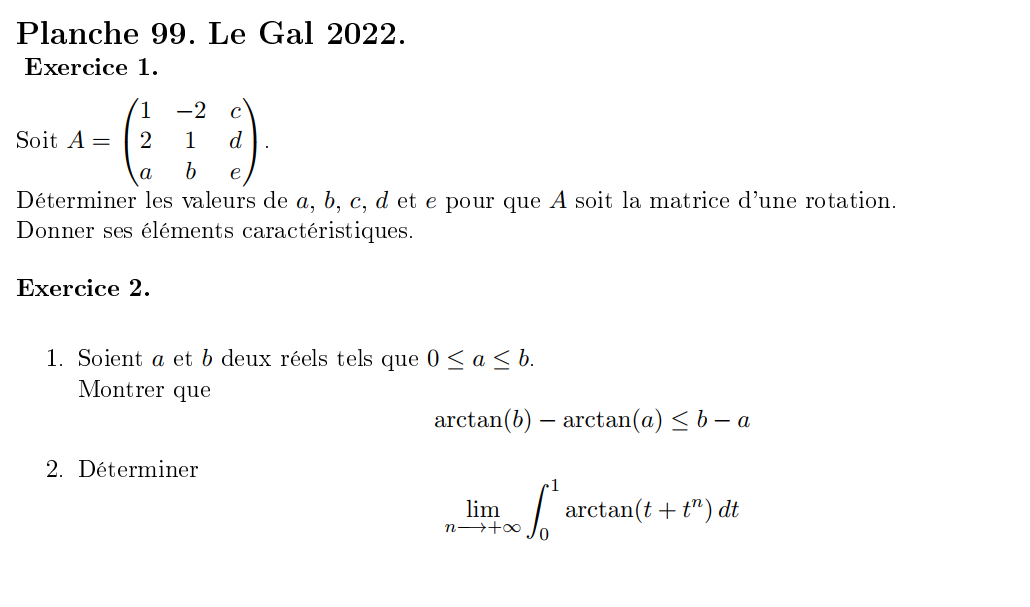 Planche 99. Le Gal 2022.
Exercice 1.
Soit $A = \begin{pmatrix} 1 & -2 & c \\ 2 & 1 & d \\ a & b & e \end{pmatrix}$.
Déterminer les valeurs de $a$, $b$, $c$, $d$ et $e$ pour que $A$ soit la matrice d'une rotation.
Donner ses éléments caractéristiques.
Exercice 2.
1. Soient $a$ et $b$ deux réels tels que $0 \leq a \leq b$.
Montrer que
$\arctan(b) - \arctan(a) \leq b - a$
2. Déterminer
$\lim_{n \longrightarrow +\infty} \int_0^1 \arctan(t + t^n) \, dt$